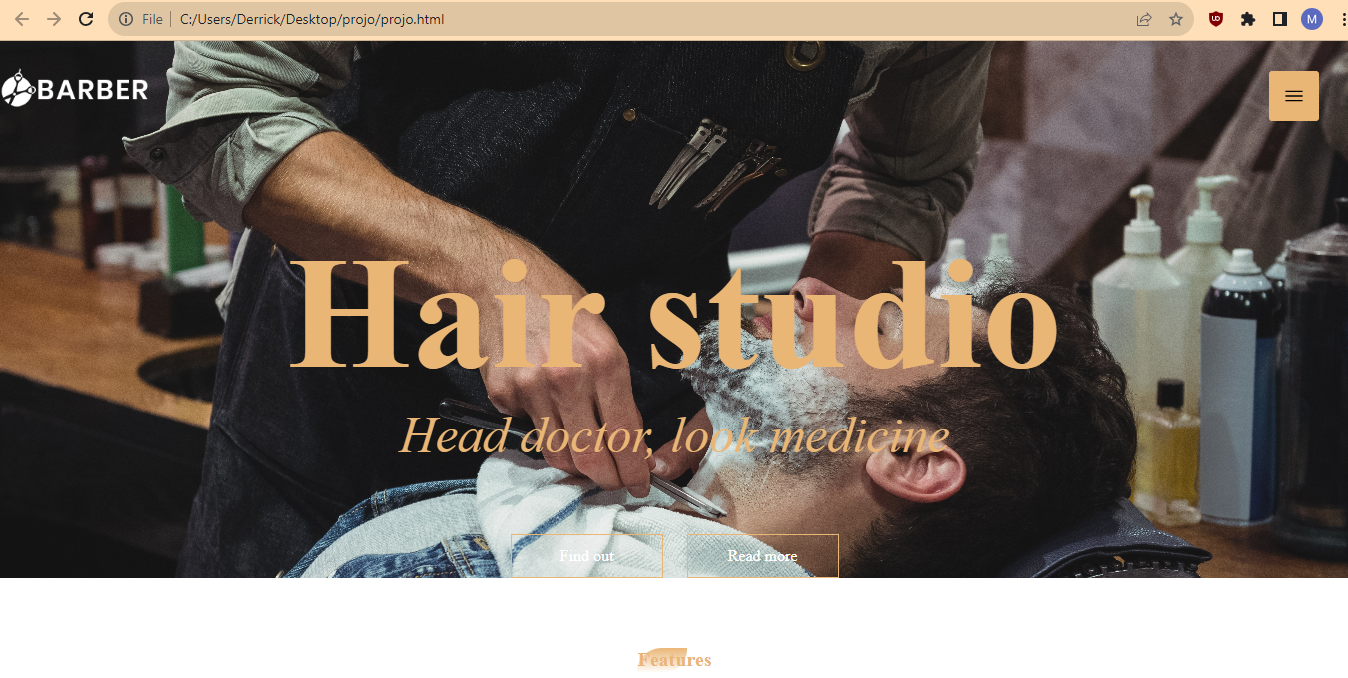 File C:/Users/Derrick/Desktop/projo/projo.html
M
BARBER
Hair studio
Head doctor, look medicine
Find out
Read more
Features